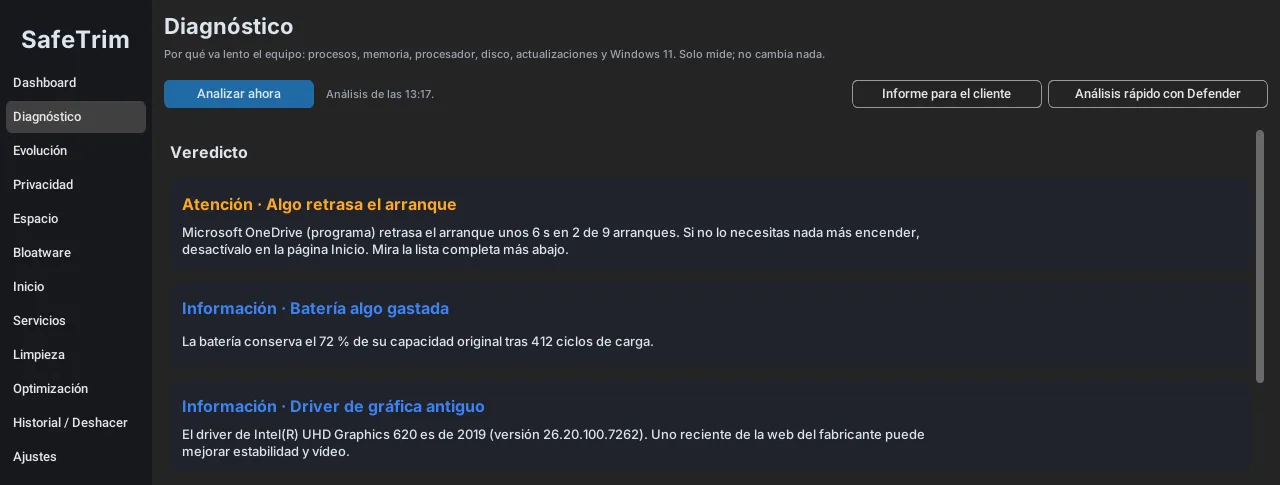 SafeTrim
Dashboard
Diagnóstico
Evolución
Privacidad
Espacio
Bloatware
Inicio
Servicios
Limpieza
Optimización
Historial / Deshacer
Ajustes
Diagnóstico
Por qué va lento el equipo: procesos, memoria, procesador, disco, actualizaciones y Windows 11. Solo mide; no cambia nada.
Analizar ahora
Análisis de las 13:17.
Informe para el cliente
Análisis rápido con Defender
Veredicto
Atención · Algo retrasa el arranque
Microsoft OneDrive (programa) retrasa el arranque unos 6 s en 2 de 9 arranques. Si no lo necesitas nada más encender,
desactívalo en la página Inicio. Mira la lista completa más abajo.
Información · Batería algo gastada
La batería conserva el 72 % de su capacidad original tras 412 ciclos de carga.
Información · Driver de gráfica antiguo
El driver de Intel(R) UHD Graphics 620 es de 2019 (versión 26.20.100.7262). Uno reciente de la web del fabricante puede
mejorar estabilidad y vídeo.